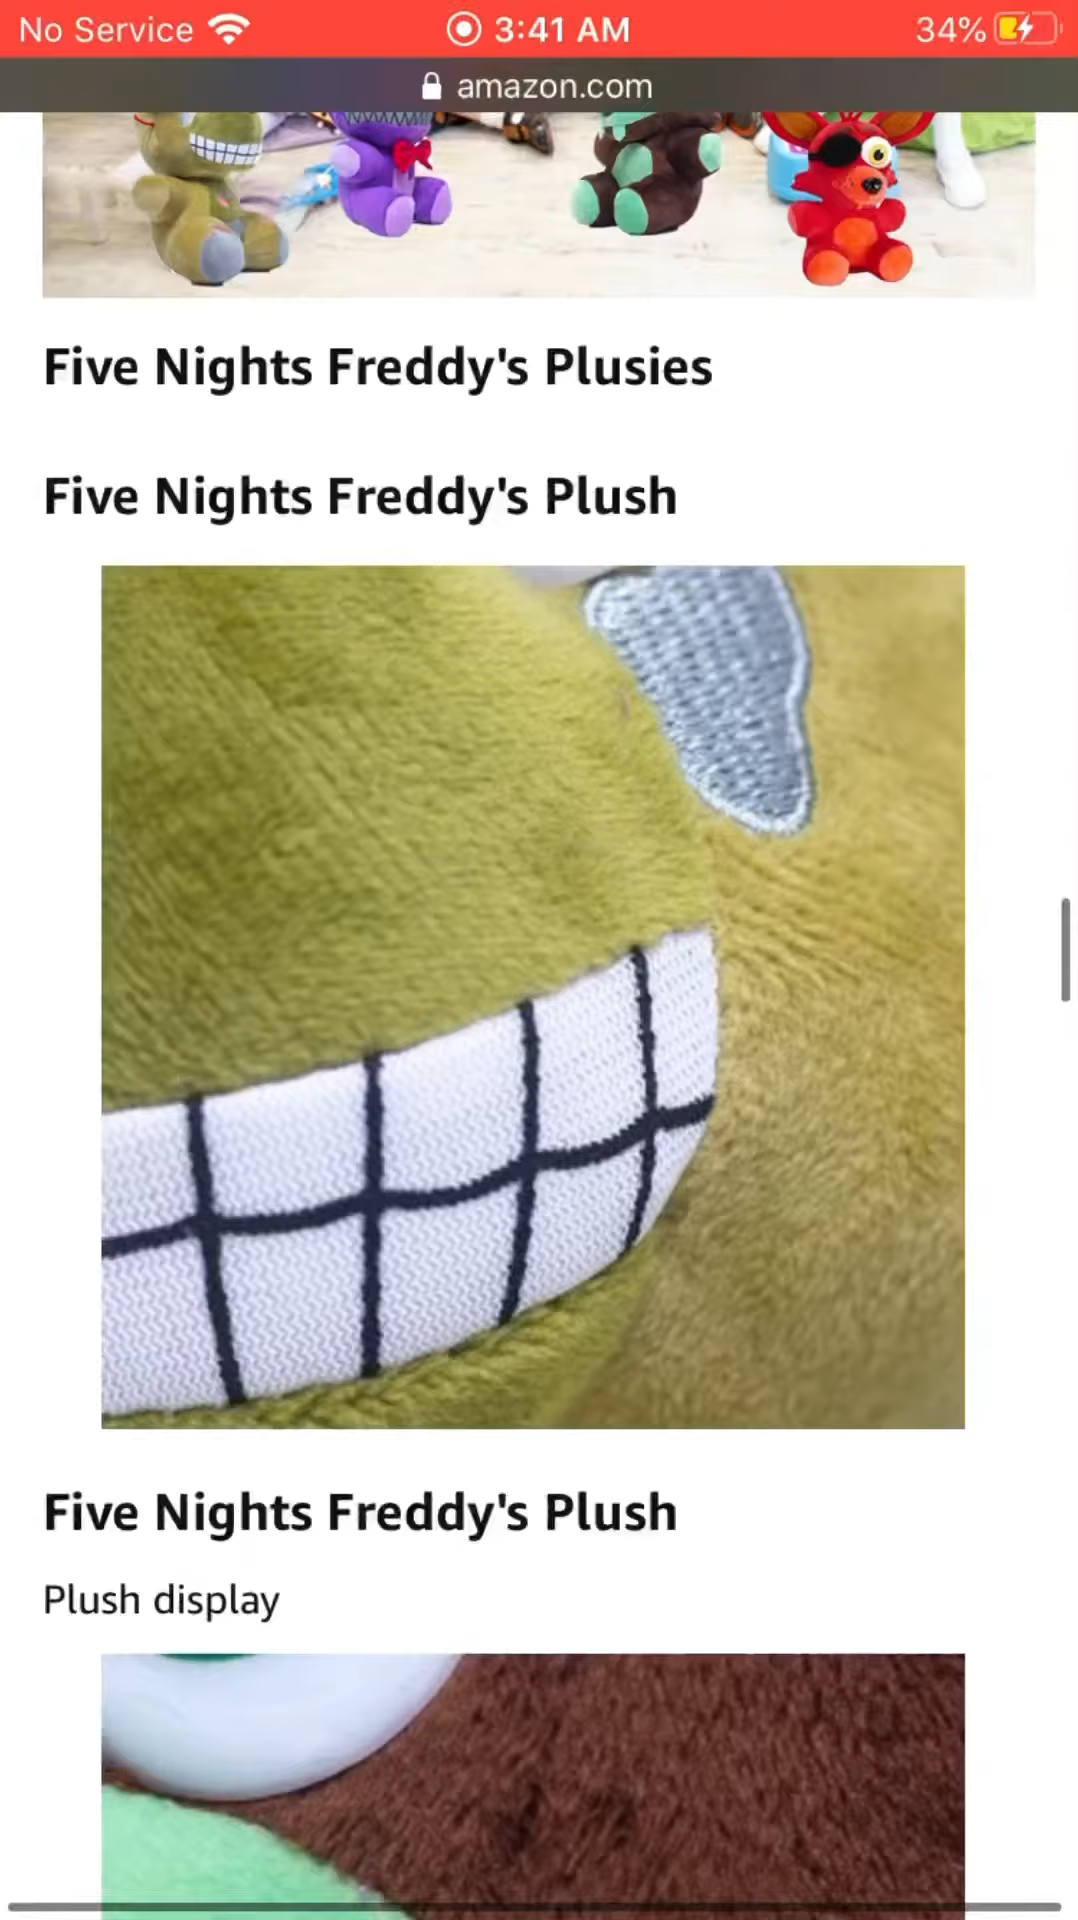 No Service 3:41 AM 34%
amazon.com
Five Nights Freddy's Plusies
Five Nights Freddy's Plush
Five Nights Freddy's Plush
Plush display